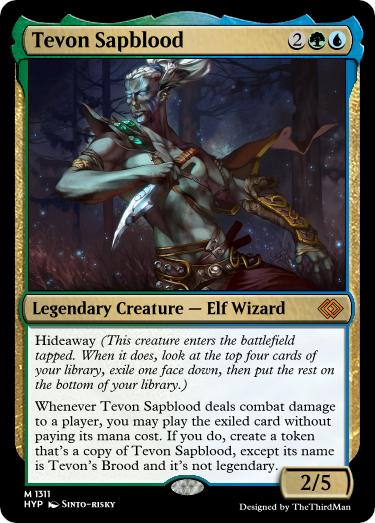 Tevon Sapblood 2
Legendary Creature — Elf Wizard
Hideaway (This creature enters the battlefield
tapped. When it does, look at the top four cards of
your library, exile one face down, then put the rest on
the bottom of your library.)
Whenever Tevon Sapblood deals combat damage
to a player, you may play the exiled card without
paying its mana cost. If you do, create a token
that's a copy of Tevon Sapblood, except its name
is Tevon's Brood and it's not legendary.
2/5
M 1311
HYP Sinto-risky
Designed by TheThirdMan